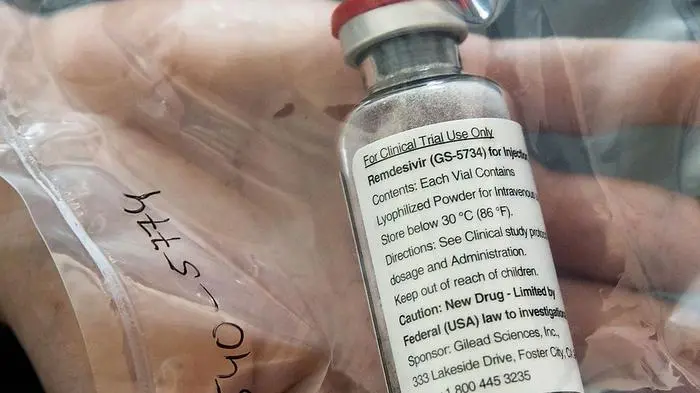 For Clinical Trial Use Only
Remdesivir (GS-5734) for Injection
Contents: Each Vial Contains
Lyophilized Powder for Intravenous
Store below 30 °C (86 °F).
Directions: See Clinical study
dosage and Administration.
Keep out of reach of children.
Caution: New Drug - Limited by
Federal (USA) law to
Sponsor: Gilead Sciences, Inc.,
333 Lakeside Drive, Foster City,
1 800 445 3235